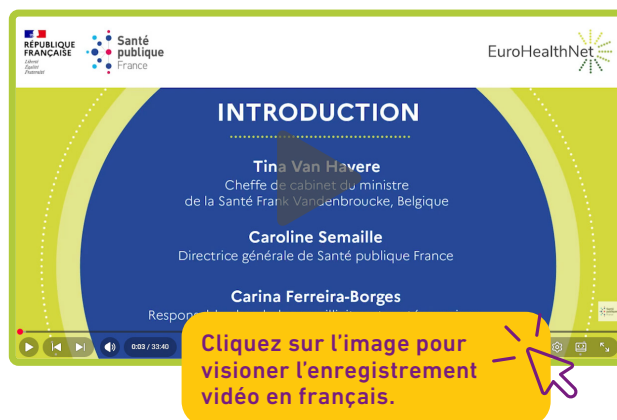 RÉPUBLIQUE
FRANÇAISE
Liberté
Égalité
Fraternité
Santé
publique
France
EuroHealthNet
INTRODUCTION
Tina Van Havere
Cheffe de cabinet du ministre
de la Santé Frank Vandenbroucke, Belgique
Caroline Semaille
Directrice générale de Santé publique France
Carina Ferreira-Borges
0:03 / 33:40
Cliquez sur l’image pour
visioner l’enregistrement
vidéo en français.